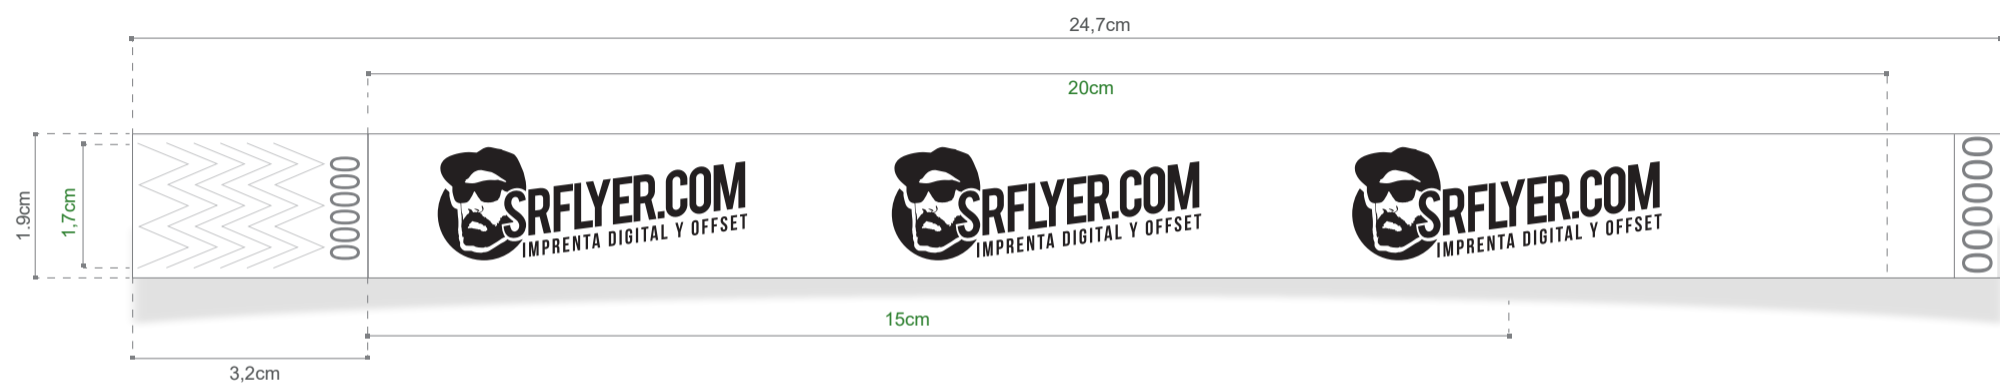 24,7cm
20cm
1.9cm
1,7cm
000000
SRFLYER.COM
IMPRENTA DIGITAL Y OFFSET
SRFLYER.COM
IMPRENTA DIGITAL Y OFFSET
SRFLYER.COM
IMPRENTA DIGITAL Y OFFSET
000000
15cm
3,2cm